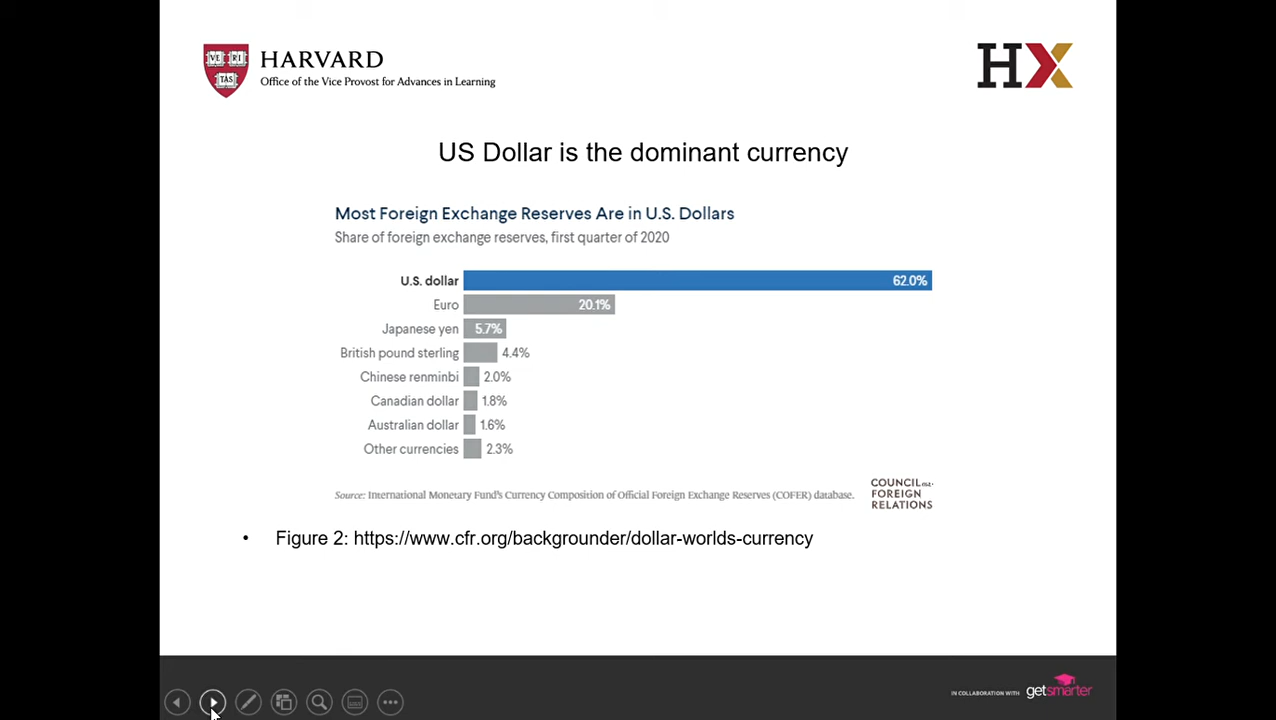 VE RI
TAS
HARVARD
Office of the Vice Provost for Advances in Learning
HX
US Dollar is the dominant currency
Most Foreign Exchange Reserves Are in U.S. Dollars
Share of foreign exchange reserves, first quarter of 2020
U.S. dollar 62.0%
Euro 20.1%
Japanese yen 5.7%
British pound sterling 4.4%
Chinese renminbi 2.0%
Canadian dollar 1.8%
Australian dollar 1.6%
Other currencies 2.3%
Source: International Monetary Fund's Currency Composition of Official Foreign Exchange Reserves (COFER) database.
COUNCIL on
FOREIGN
RELATIONS
• Figure 2: https://www.cfr.org/backgrounder/dollar-worlds-currency
IN COLLABORATION WITH getsmarter